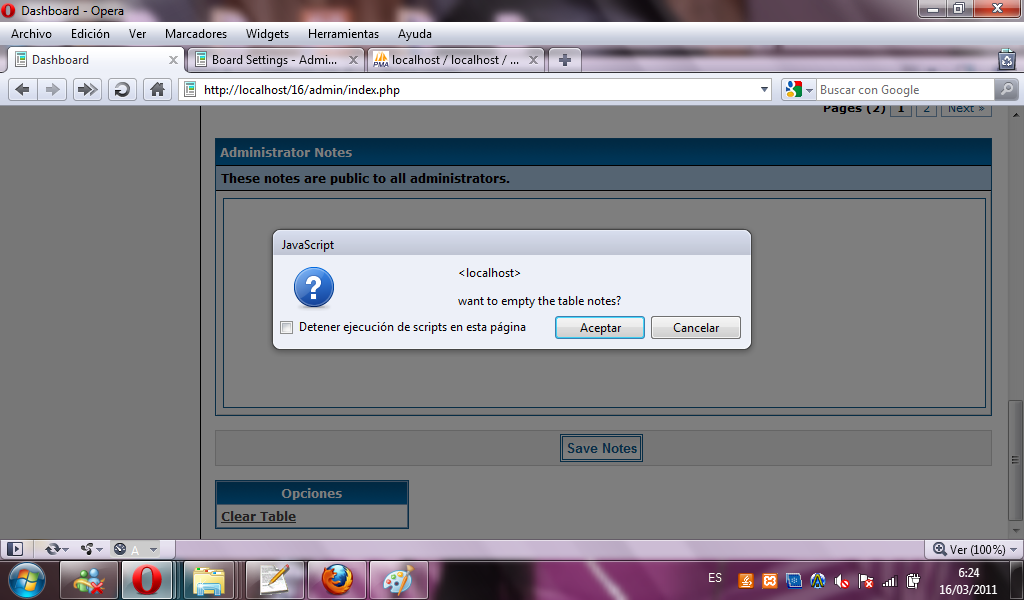 Dashboard - Opera
Archivo Edición Ver Marcadores Widgets Herramientas Ayuda
Dashboard Board Settings - Admi... PMA localhost / localhost / ...
http://localhost/16/admin/index.php Buscar con Google
Pages (2) 1 2 Next »
Administrator Notes
These notes are public to all administrators.
JavaScript
<localhost>
want to empty the table notes?
Detener ejecución de scripts en esta página Aceptar Cancelar
Save Notes
Opciones
Clear Table
Ver (100%)
ES 6:24
16/03/2011